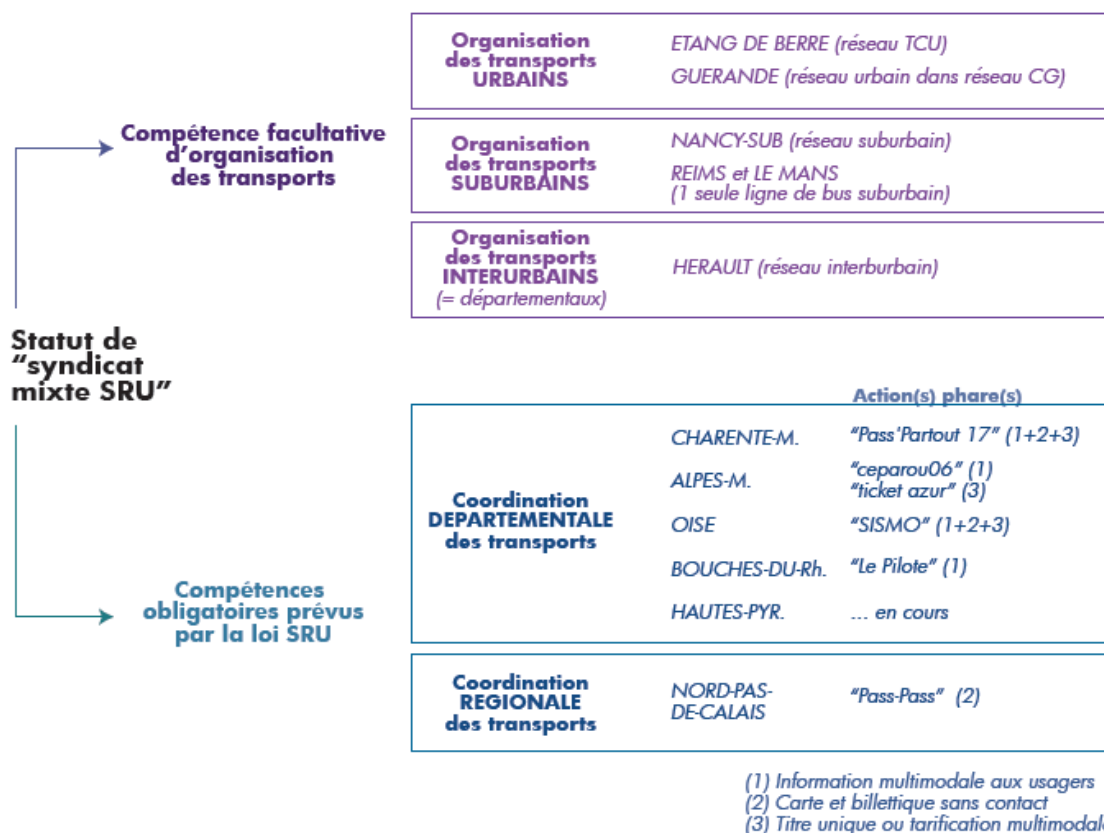 Organisation
des transports
URBAINS
ETANG DE BERRE (réseau TCU)
GUERANDE (réseau urbain dans réseau CG)
Compétence facultative
d'organisation
des transports
Organisation
des transports
SUBURBAINS
NANCY-SUB (réseau suburbain)
REIMS et LE MANS
(1 seule ligne de bus suburbain)
Organisation
des transports
INTERURBAINS
(= départementaux)
HERAULT (réseau interburbain)
Statut de
“syndicat
mixte SRU”
Action(s) phare(s)
Coordination
DEPARTEMENTALE
des transports
CHARENTE-M. “Pass'Partout 17” (1+2+3)
ALPES-M. “ceparou06” (1)
“ticket azur” (3)
OISE “SISMO” (1+2+3)
BOUCHES-DU-Rh. “Le Pilote” (1)
HAUTES-PYR. ... en cours
Compétences
obligatoires prévus
par la loi SRU
Coordination
REGIONALE
des transports
NORD-PAS-
DE-CALAIS
“Pass-Pass” (2)
(1) Information multimodale aux usagers
(2) Carte et billettique sans contact
(3) Titre unique ou tarification multimodale